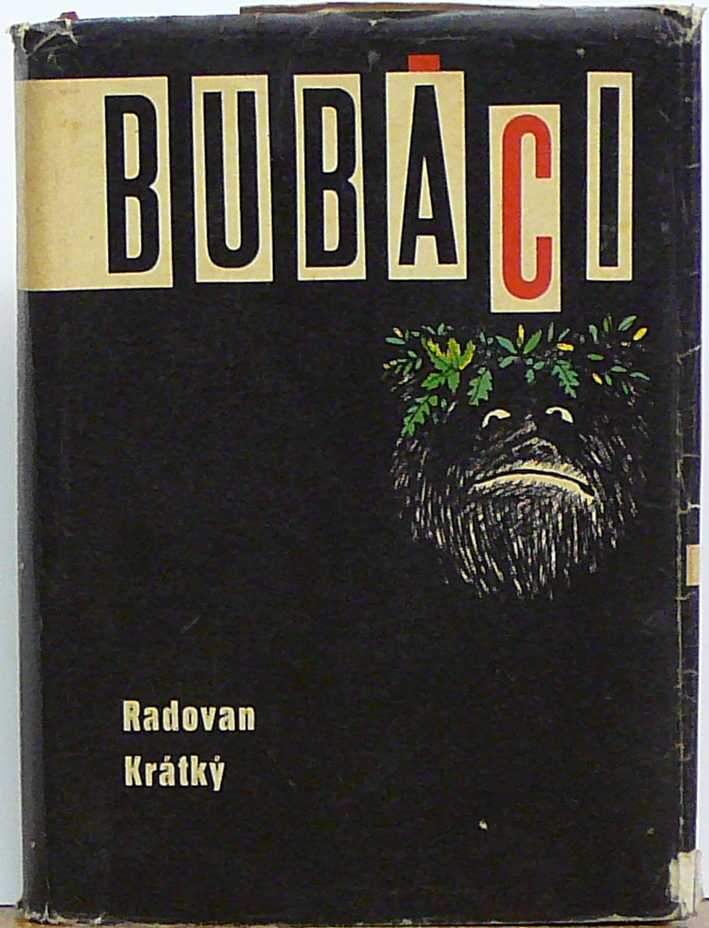 BUBÁCI
Radovan
Krátký